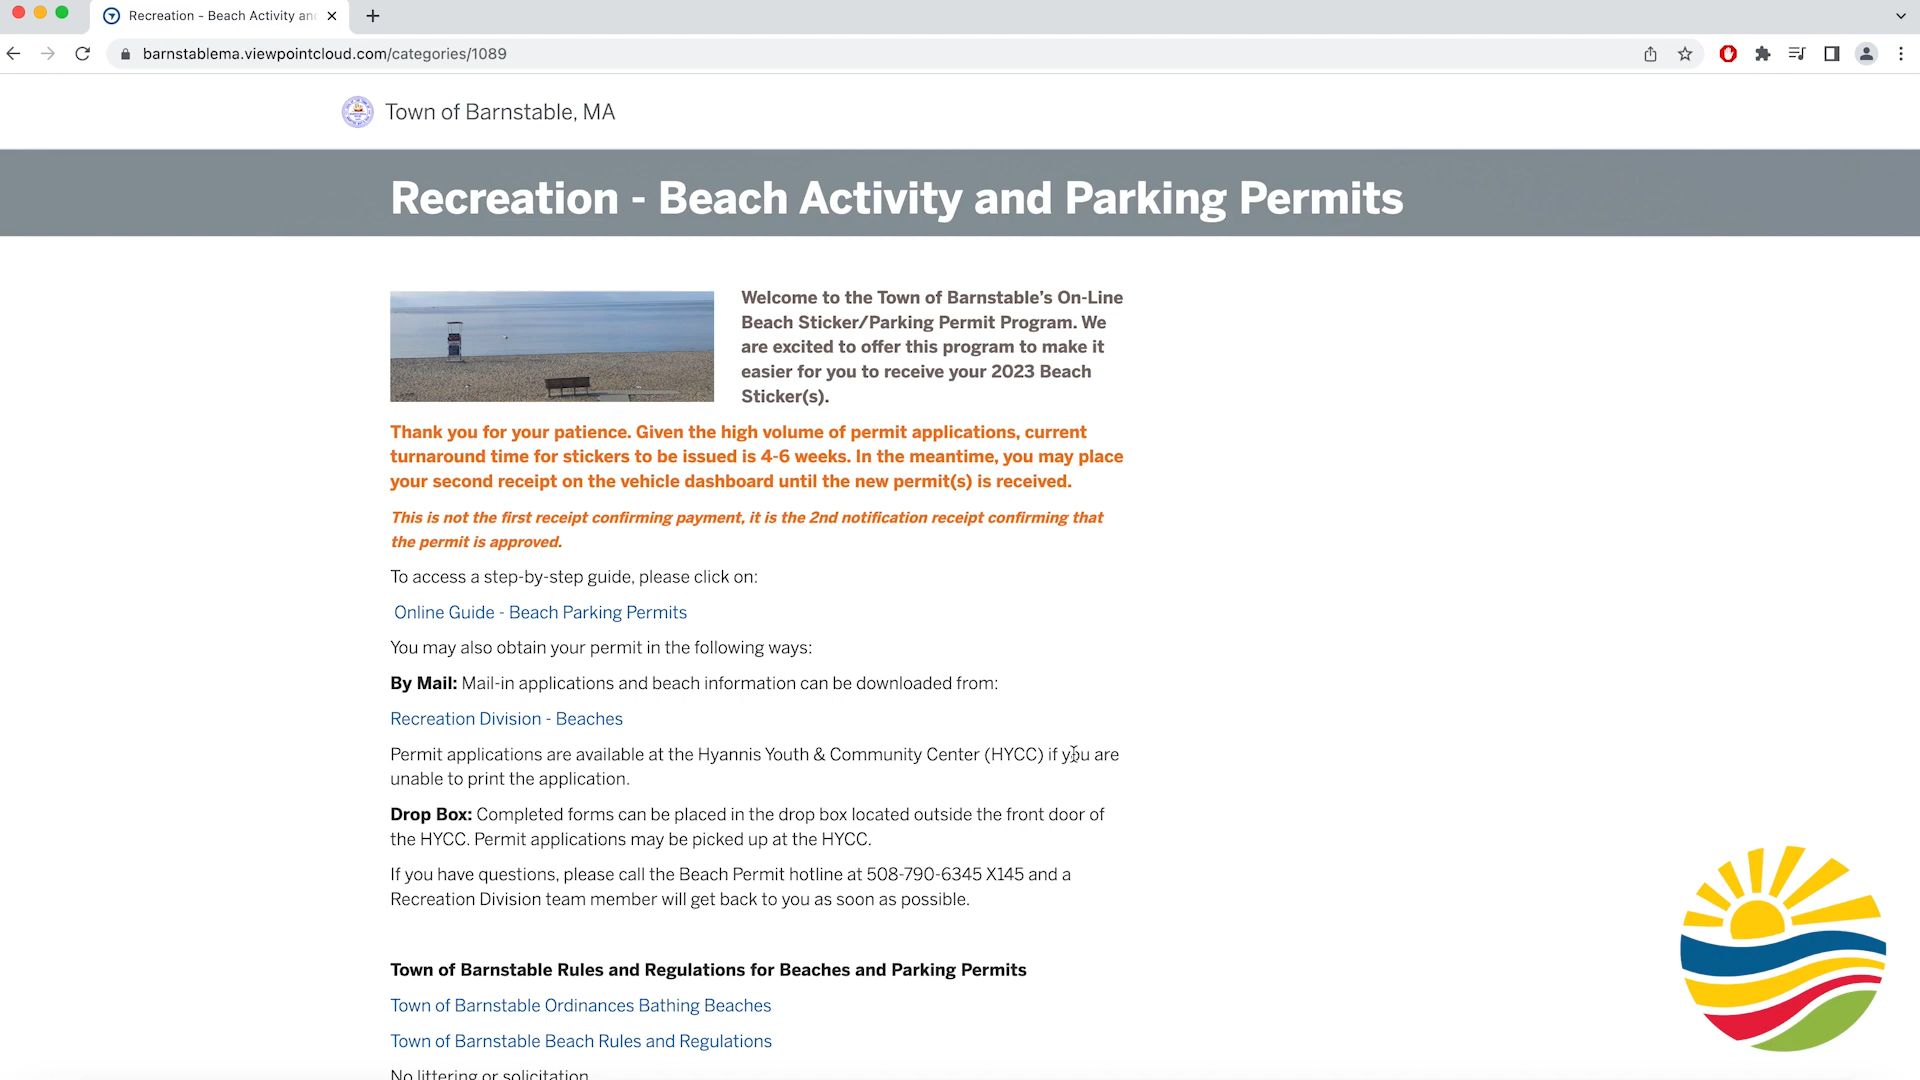 Recreation - Beach Activity an
barnstablema.viewpointcloud.com/categories/1089
Town of Barnstable, MA
Recreation - Beach Activity and Parking Permits
Welcome to the Town of Barnstable's On-Line
Beach Sticker/Parking Permit Program. We
are excited to offer this program to make it
easier for you to receive your 2023 Beach
Sticker(s).
Thank you for your patience. Given the high volume of permit applications, current
turnaround time for stickers to be issued is 4-6 weeks. In the meantime, you may place
your second receipt on the vehicle dashboard until the new permit(s) is received.
This is not the first receipt confirming payment, it is the 2nd notification receipt confirming that
the permit is approved.
To access a step-by-step guide, please click on:
Online Guide - Beach Parking Permits
You may also obtain your permit in the following ways:
By Mail: Mail-in applications and beach information can be downloaded from:
Recreation Division - Beaches
Permit applications are available at the Hyannis Youth & Community Center (HYCC) if you are
unable to print the application.
Drop Box: Completed forms can be placed in the drop box located outside the front door of
the HYCC. Permit applications may be picked up at the HYCC.
If you have questions, please call the Beach Permit hotline at 508-790-6345 X145 and a
Recreation Division team member will get back to you as soon as possible.
Town of Barnstable Rules and Regulations for Beaches and Parking Permits
Town of Barnstable Ordinances Bathing Beaches
Town of Barnstable Beach Rules and Regulations
No littering or solicitation